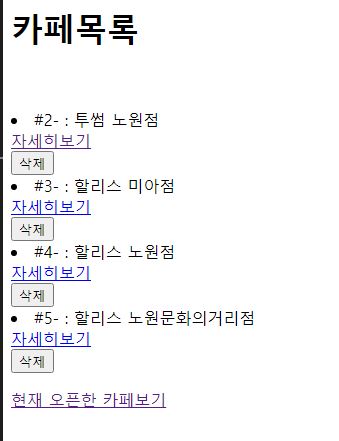 카페목록
#2- : 투썸 노원점
자세히보기
삭제
#3- : 할리스 미아점
자세히보기
삭제
#4- : 할리스 노원점
자세히보기
삭제
#5- : 할리스 노원문화의거리점
자세히보기
삭제
현재 오픈한 카페보기